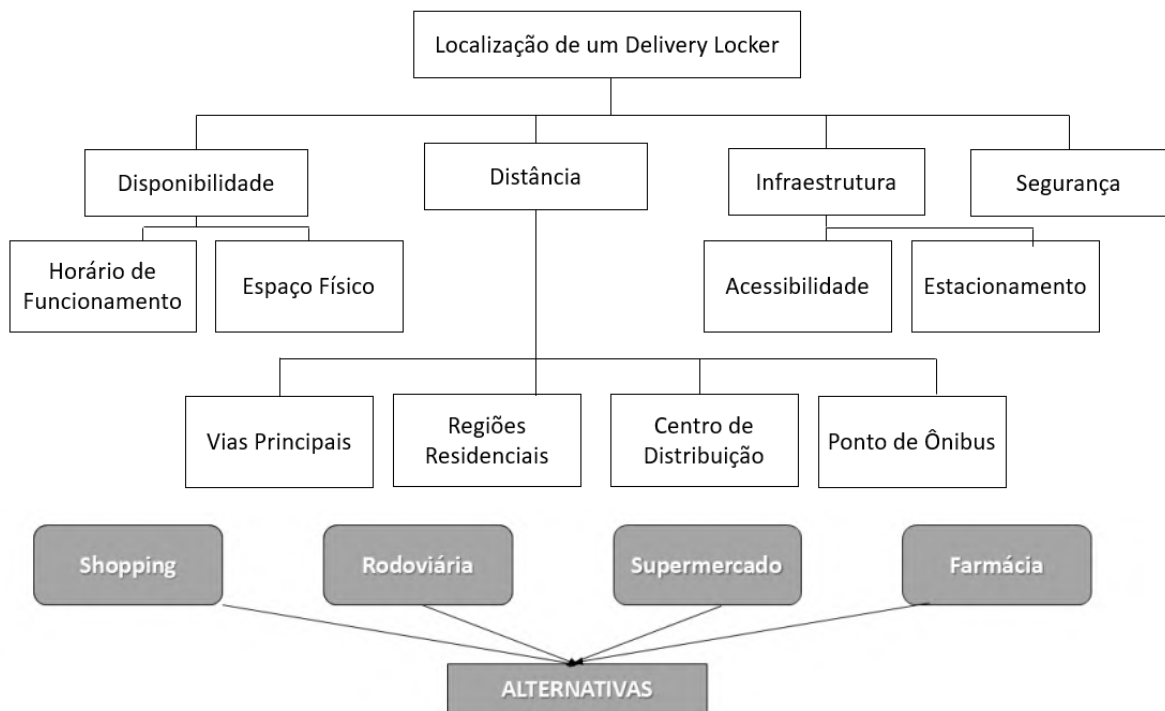 Localização de um Delivery Locker
Disponibilidade
Distância
Infraestrutura
Segurança
Horário de
Funcionamento
Espaço Físico
Acessibilidade
Estacionamento
Vias Principais
Regiões
Residenciais
Centro de
Distribuição
Ponto de Ônibus
Shopping
Rodoviária
Supermercado
Farmácia
ALTERNATIVAS